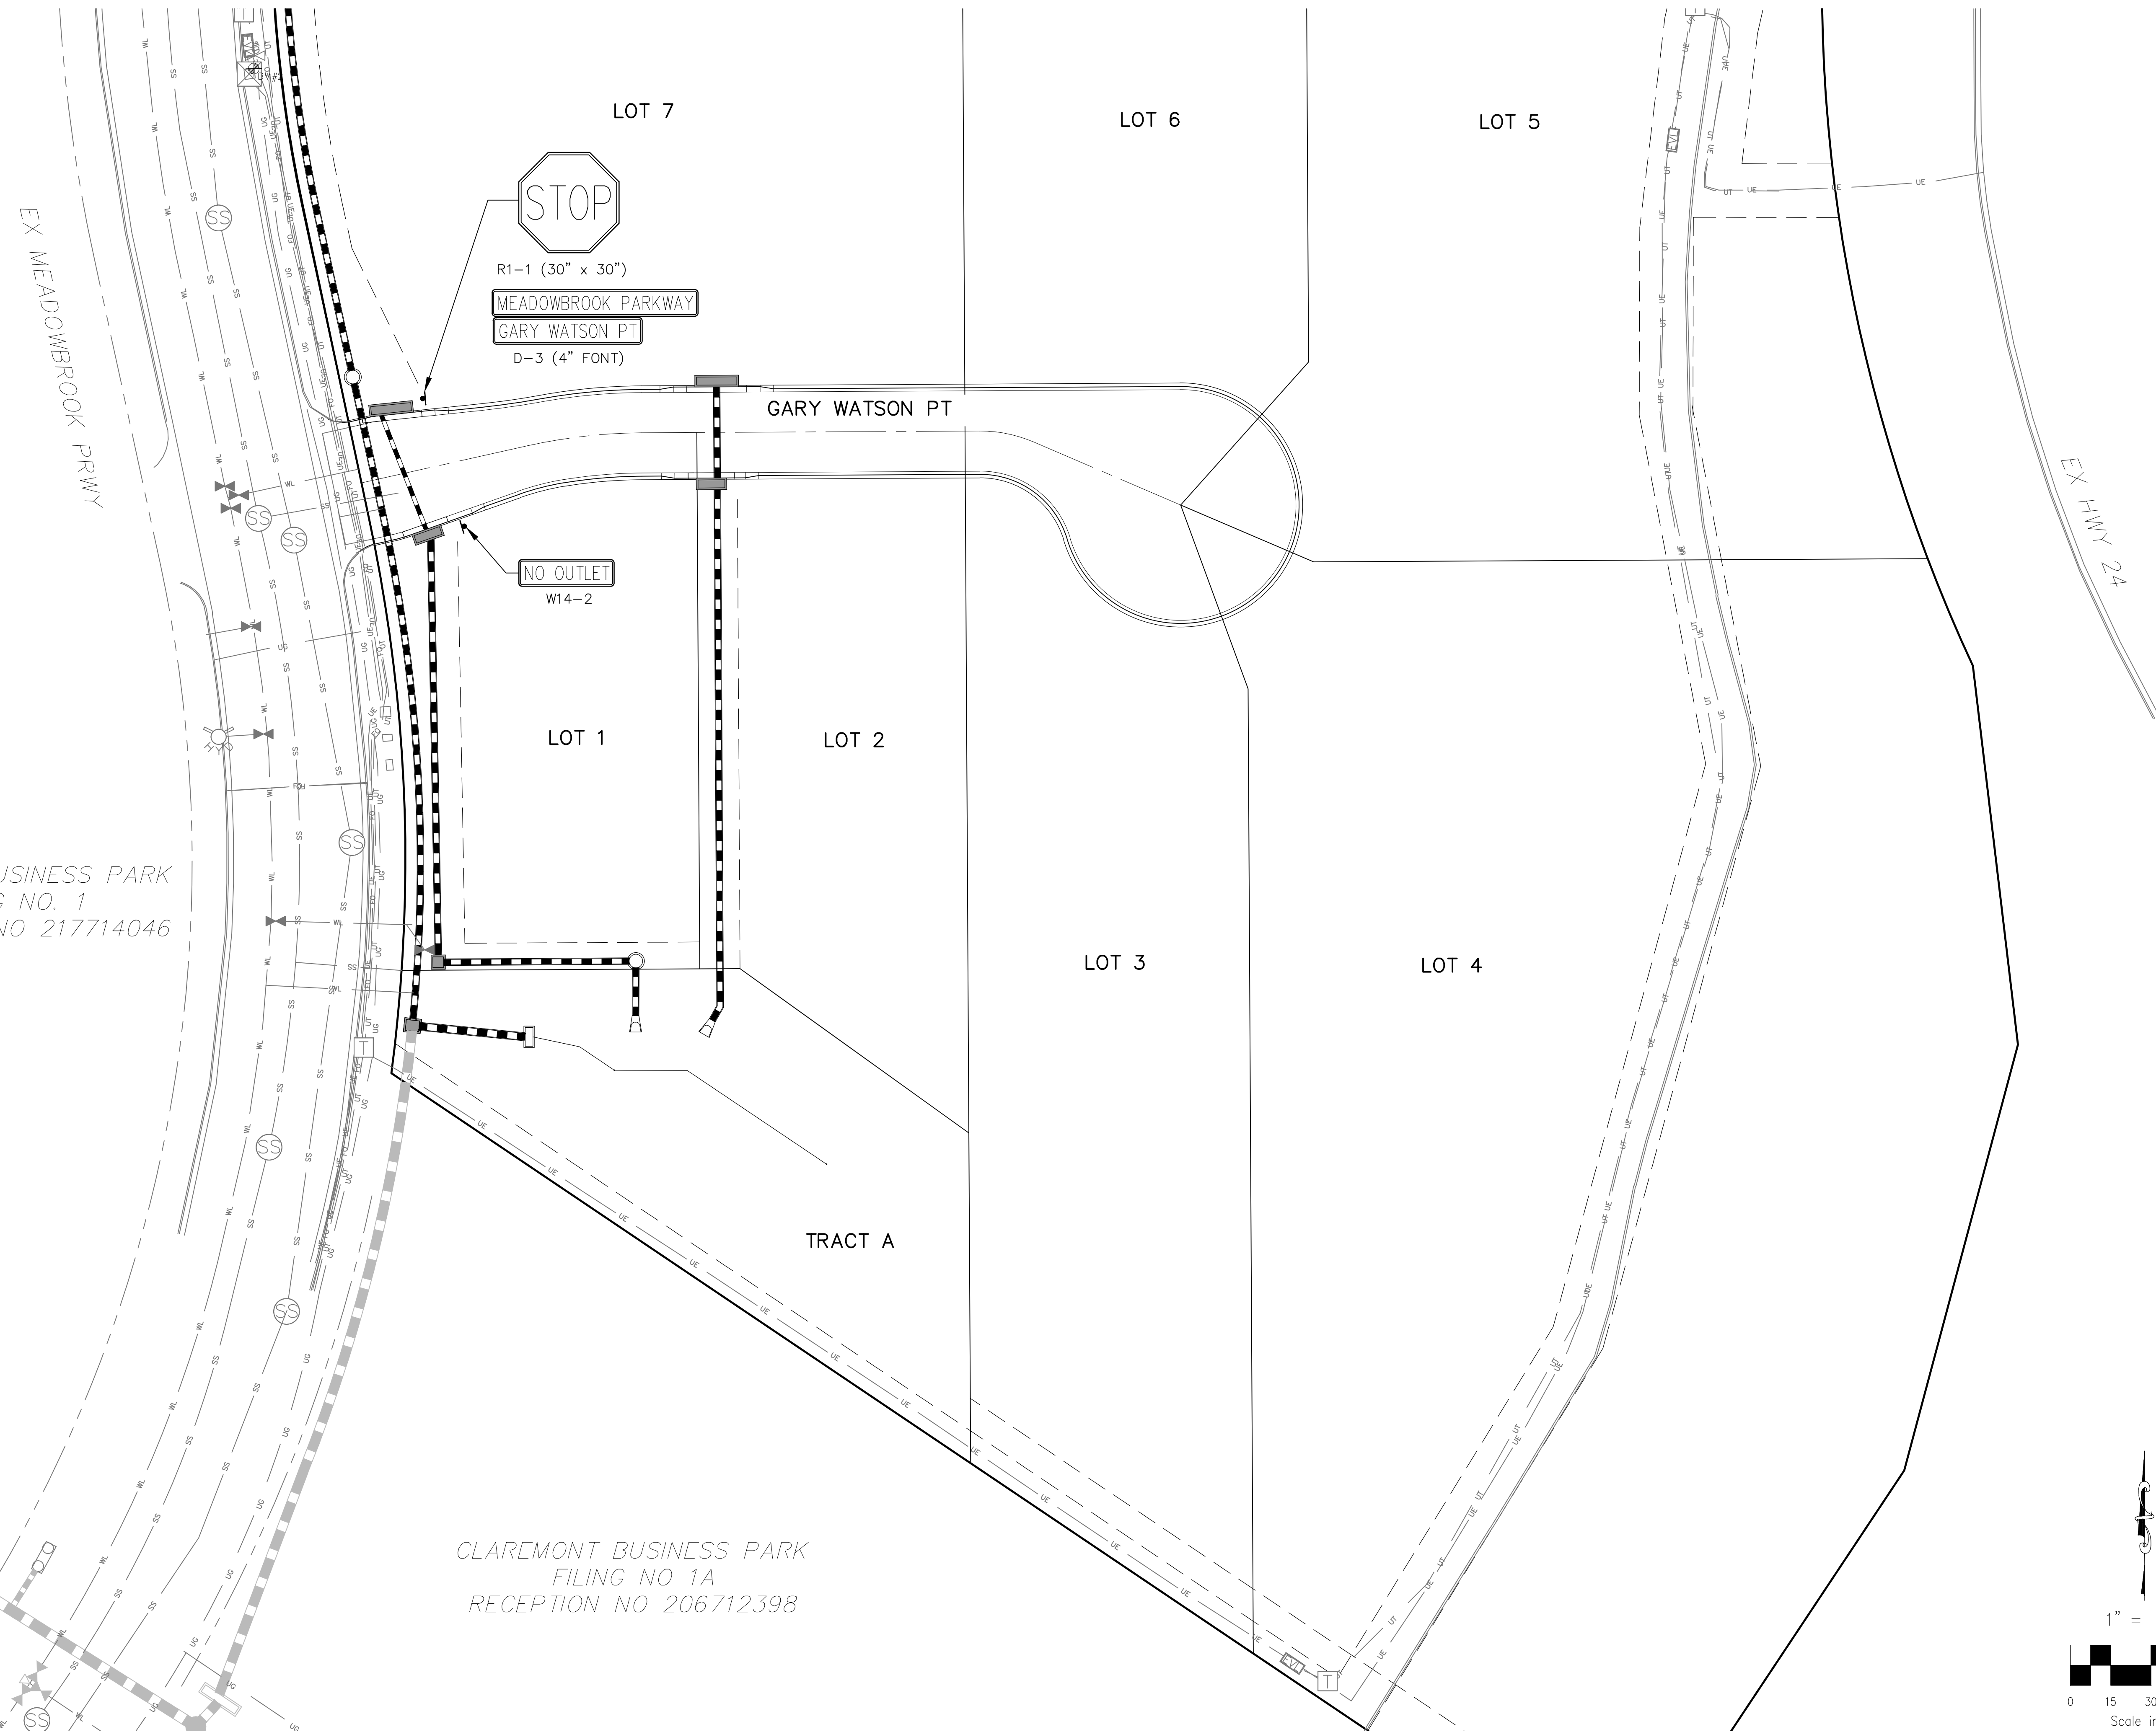 LOT 7
LOT 6
LOT 5
STOP
R1-1 (30" x 30")
MEADOWBROOK PARKWAY
GARY WATSON PT
D-3 (4" FONT)
EX MEADOWBROOK PRWY
GARY WATSON PT
EX HWY 24
NO OUTLET
W14-2
LOT 1
LOT 2
USINESS PARK
G NO. 1
NO 217714046
LOT 3
LOT 4
TRACT A
CLAREMONT BUSINESS PARK
FILING NO 1A
RECEPTION NO 206712398
1" =
0 15 30
Scale in